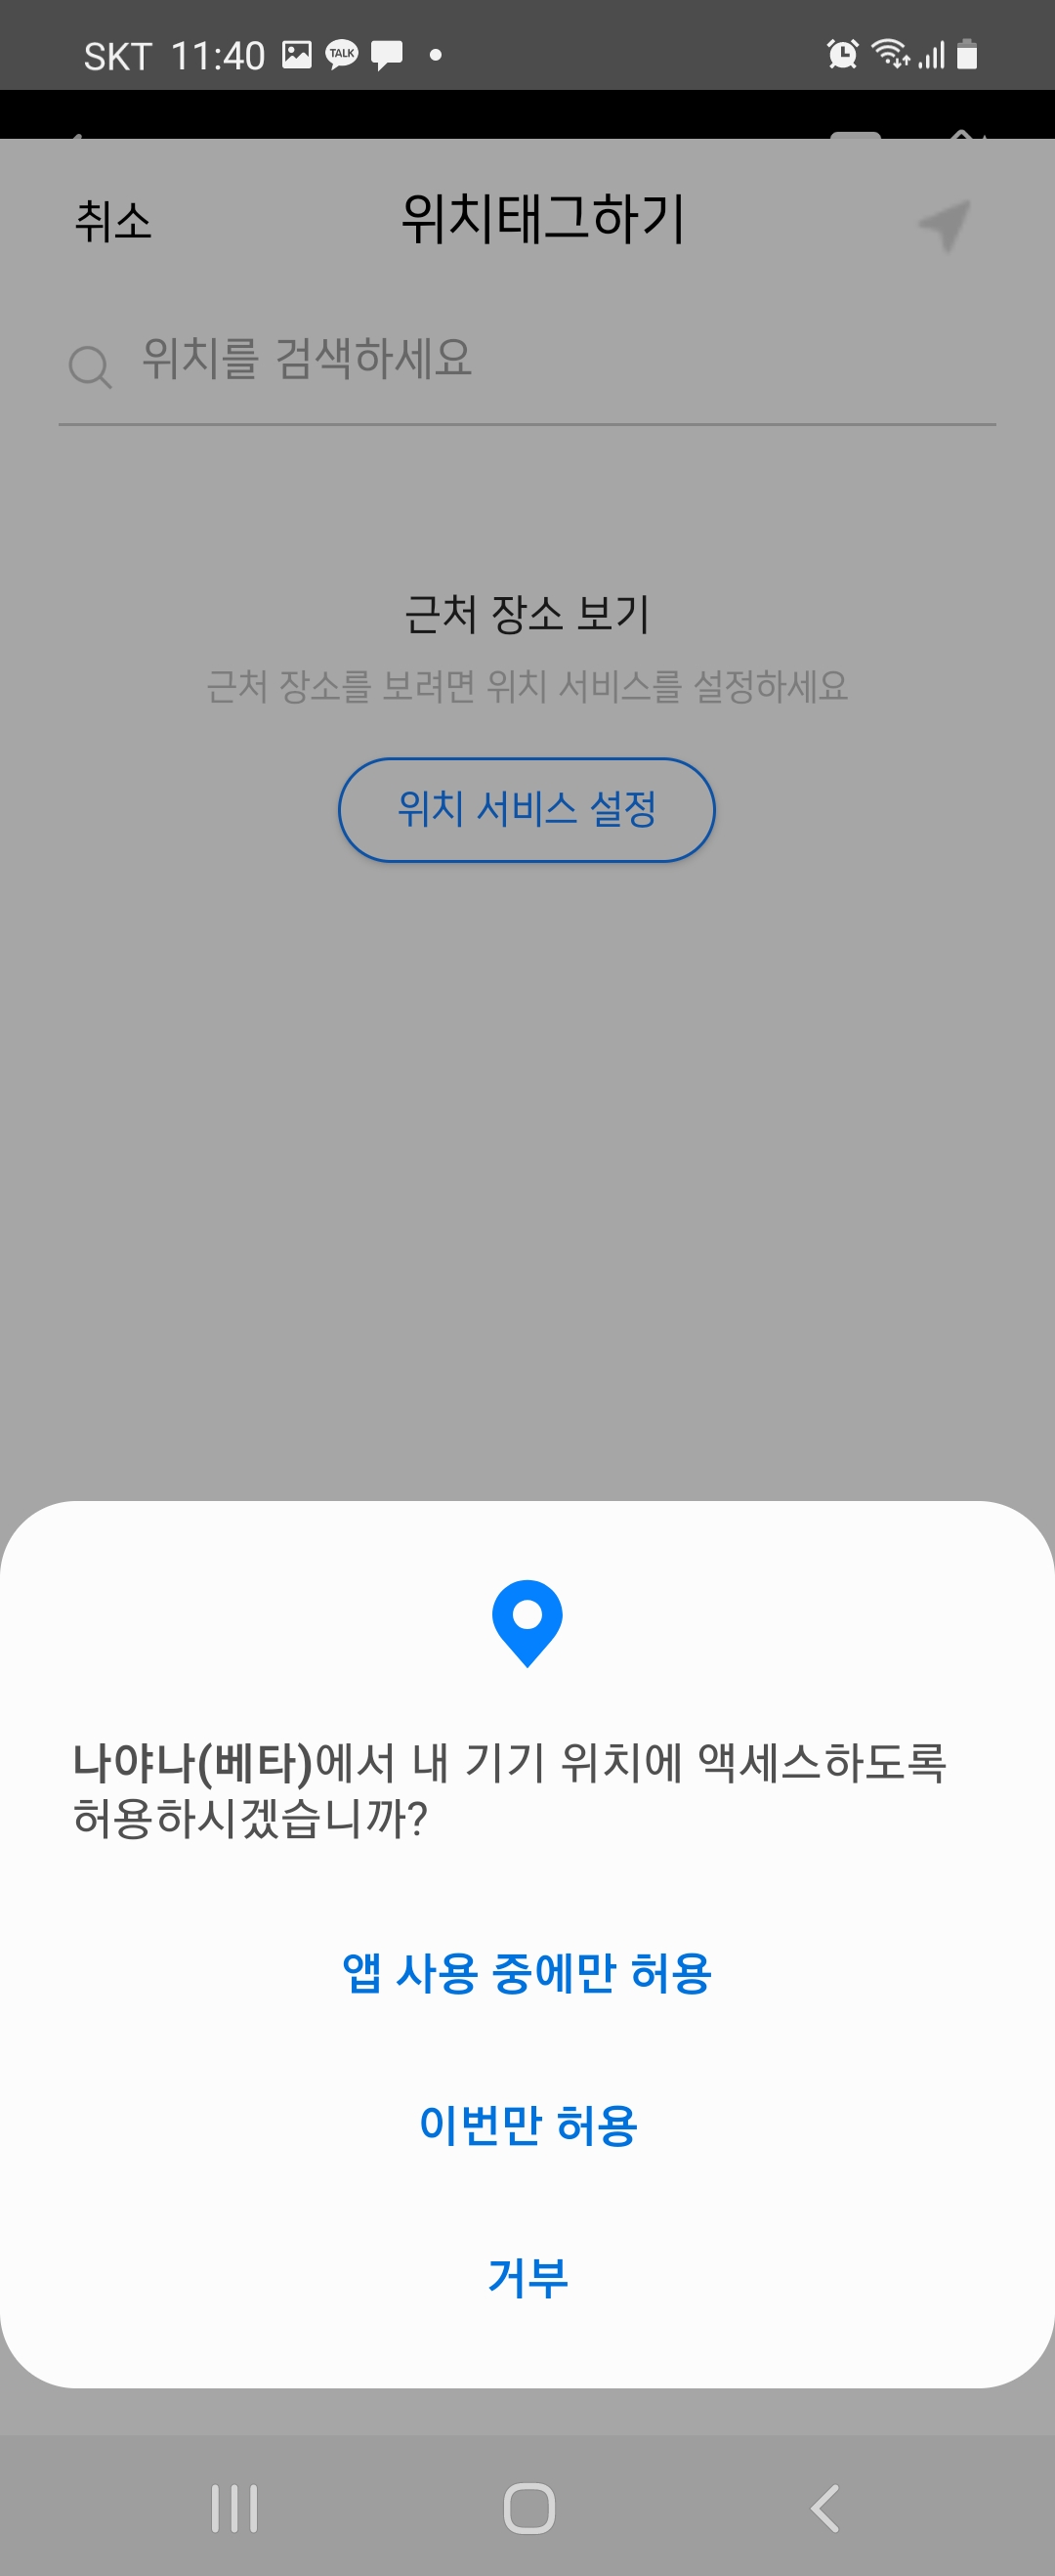 SKT 11:40 TALK
취소 위치태그하기
위치를 검색하세요
근처 장소 보기
근처 장소를 보려면 위치 서비스를 설정하세요
위치 서비스 설정
나야나(베타)에서 내 기기 위치에 액세스하도록
허용하시겠습니까?
앱 사용 중에만 허용
이번만 허용
거부